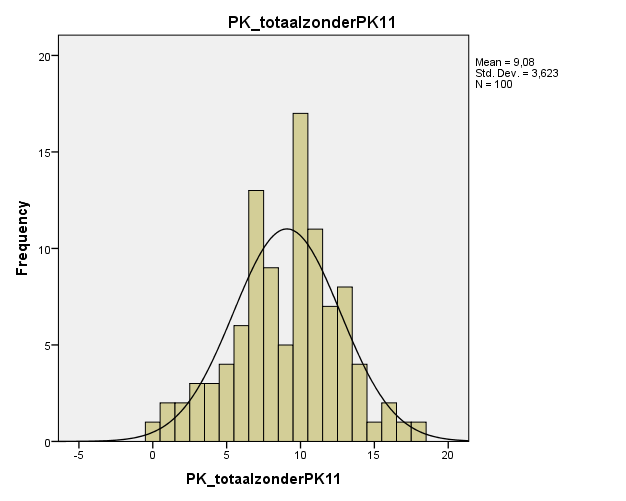 PK_totaalzonderPK11
Mean = 9,08
Std. Dev. = 3,623
N = 100
Frequency
20
15
10
5
0
-5 0 5 10 15 20
PK_totaalzonderPK11